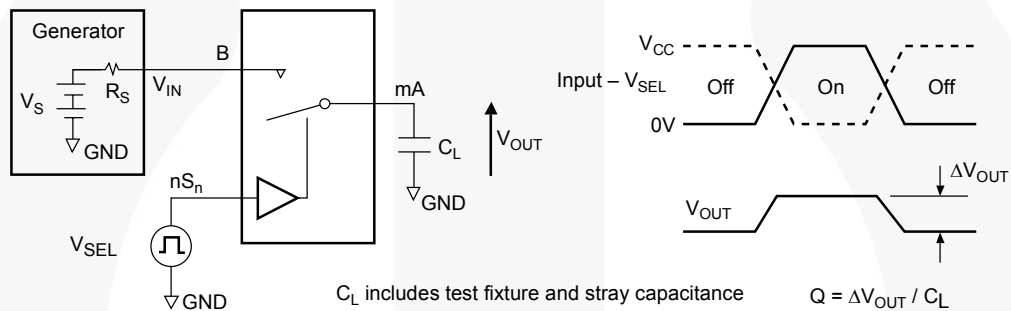 Generator
B
V_S
R_S
V_IN
GND
mA
C_L
GND
V_OUT
nS_n
V_SEL
GND
C_L includes test fixture and stray capacitance
V_CC
Input – V_SEL
Off
On
Off
0V
V_OUT
ΔV_OUT
Q = ΔV_OUT / C_L